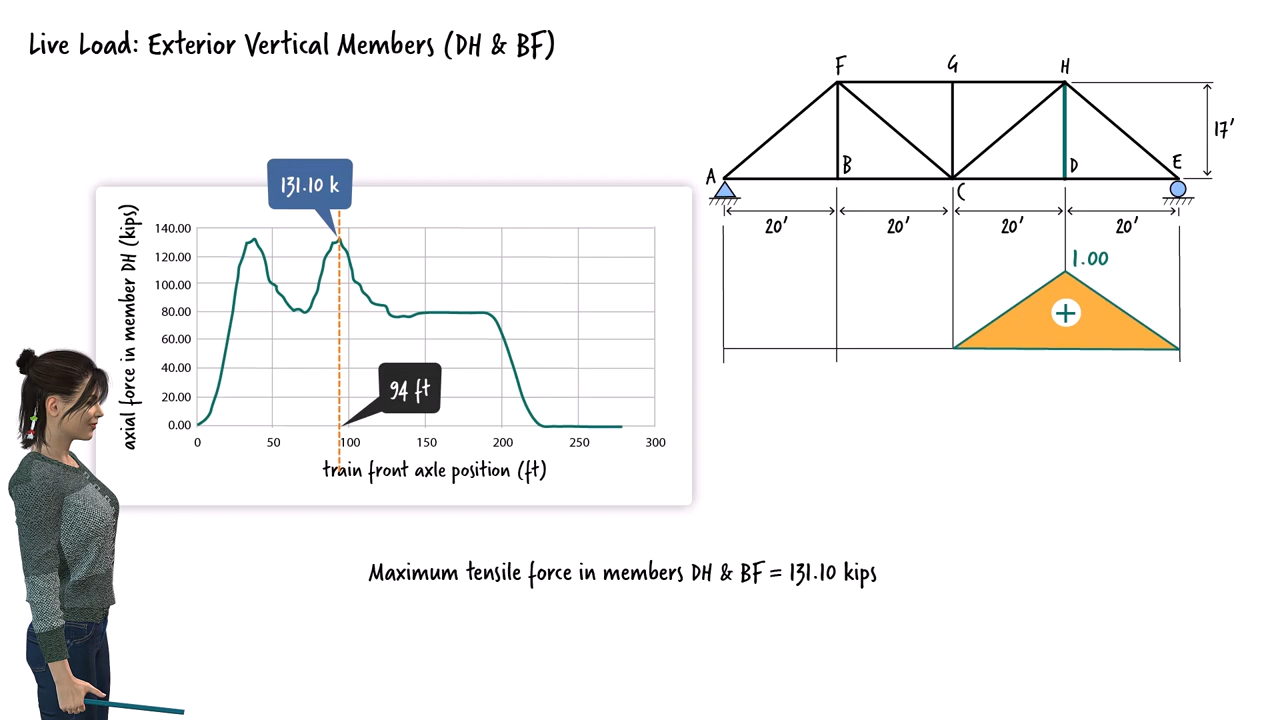 Live Load: Exterior Vertical Members (DH & BF)
F
G
H
17'
A
B
C
D
E
20'
20'
20'
20'
1.00
+
131.10 k
axial force in member DH (kips)
140.00
120.00
100.00
80.00
60.00
40.00
20.00
0.00
94 ft
0
50
100
150
200
250
300
train front axle position (ft)
Maximum tensile force in members DH & BF = 131.10 kips